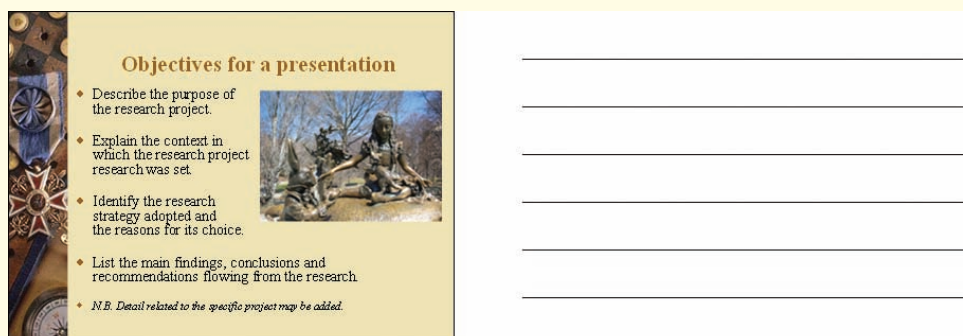 Objectives for a presentation
Describe the purpose of
the research project.
Explain the context in
which the research project
research was set.
Identify the research
strategy adopted and
the reasons for its choice.
List the main findings, conclusions and
recommendations flowing from the research.
N.B. Detail related to the specific project may be added.